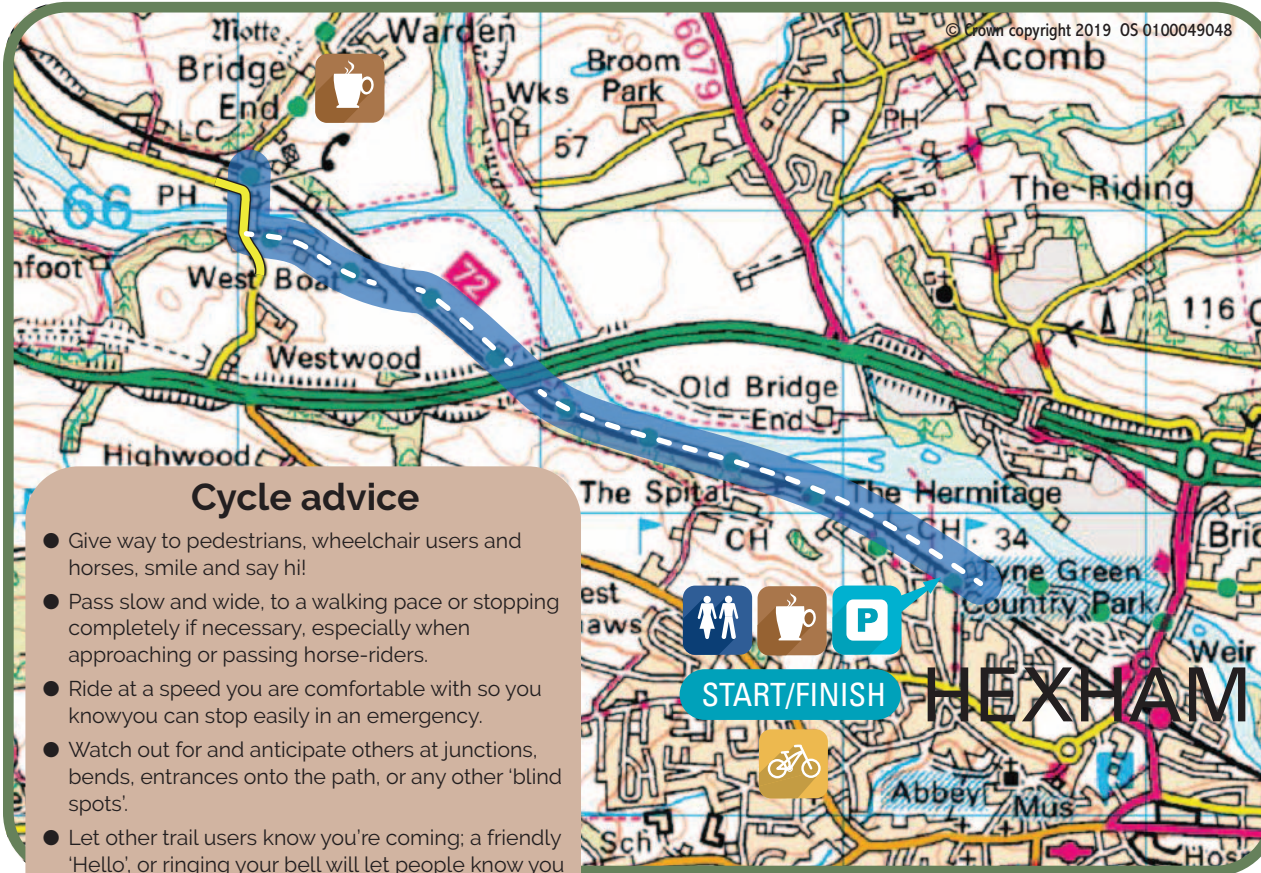 © Crown copyright 2019 OS 0100049048
Motte
Warden
Bridge
End
Broom
Park
6079
Acomb
Wks
LC
57
P
PH
PH
66
The Riding
nfoot
West Boat
72
116
Westwood
Old Bridge
End
Highwood
The Spital
The Hermitage
CH
CH
34
Bri
75
Tyne Green
Country Park
est
aws
Weir
P
START/FINISH
HEXHAM
Abbey
Mus
Sch
Hosp
Cycle advice
● Give way to pedestrians, wheelchair users and
horses, smile and say hi!
● Pass slow and wide, to a walking pace or stopping
completely if necessary, especially when
approaching or passing horse-riders.
● Ride at a speed you are comfortable with so you
knowyou can stop easily in an emergency.
● Watch out for and anticipate others at junctions,
bends, entrances onto the path, or any other ‘blind
spots’.
● Let other trail users know you’re coming; a friendly
‘Hello’, or ringing your bell will let people know you